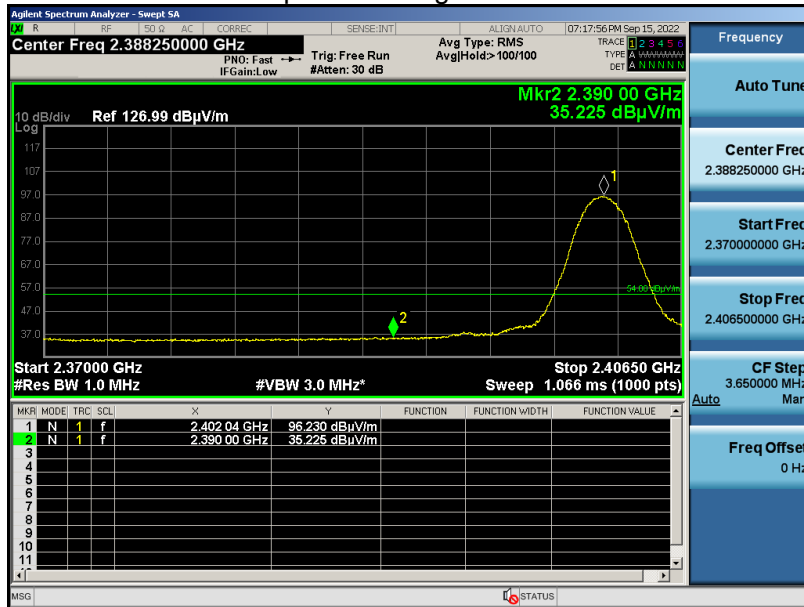 Agilent Spectrum Analyzer - Swept SA
LXI R RF 50 Ω AC CORREC SENSE:INT ALIGN AUTO 07:17:56 PM Sep 15, 2022
Center Freq 2.388250000 GHz
PNO: Fast
IFGain:Low
Trig: Free Run
#Atten: 30 dB
Avg Type: RMS
Avg|Hold:>100/100
TRACE 1 2 3 4 5 6
TYPE A WWWWW
DET A N N N N N
Mkr2 2.390 00 GHz
35.225 dBµV/m
10 dB/div Ref 126.99 dBµV/m
Log
117
107
97.0
87.0
77.0
67.0
57.0
47.0
37.0
1
2
54.00 dBµV/m
Start 2.37000 GHz Stop 2.40650 GHz
#Res BW 1.0 MHz #VBW 3.0 MHz* Sweep 1.066 ms (1000 pts)
MKR MODE TRC SCL X Y FUNCTION FUNCTION WIDTH FUNCTION VALUE
1 N 1 f 2.402 04 GHz 96.230 dBµV/m
2 N 1 f 2.390 00 GHz 35.225 dBµV/m
3
4
5
6
7
8
9
10
11
MSG STATUS
Frequency
Auto Tune
Center Freq
2.388250000 GHz
Start Freq
2.370000000 GHz
Stop Freq
2.406500000 GHz
CF Step
3.650000 MHz
Auto Man
Freq Offset
0 Hz